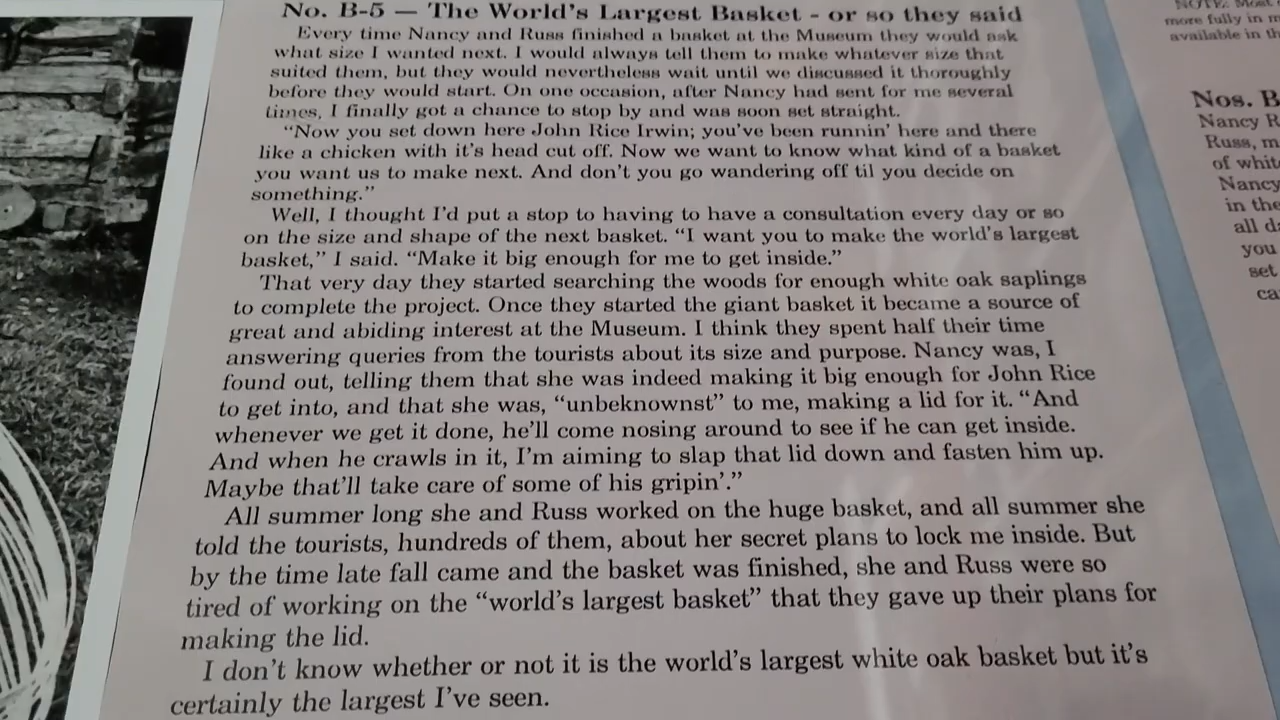 No. B-5 — The World's Largest Basket - or so they said
Every time Nancy and Russ finished a basket at the Museum they would ask
what size I wanted next. I would always tell them to make whatever size that
suited them, but they would nevertheless wait until we discussed it thoroughly
before they would start. On one occasion, after Nancy had sent for me several
times, I finally got a chance to stop by and was soon set straight.
"Now you set down here John Rice Irwin; you've been runnin' here and there
like a chicken with it's head cut off. Now we want to know what kind of a basket
you want us to make next. And don't you go wandering off til you decide on
something."
Well, I thought I'd put a stop to having to have a consultation every day or so
on the size and shape of the next basket. "I want you to make the world's largest
basket," I said. "Make it big enough for me to get inside."
That very day they started searching the woods for enough white oak saplings
to complete the project. Once they started the giant basket it became a source of
great and abiding interest at the Museum. I think they spent half their time
answering queries from the tourists about its size and purpose. Nancy was, I
found out, telling them that she was indeed making it big enough for John Rice
to get into, and that she was, "unbeknownst" to me, making a lid for it. "And
whenever we get it done, he'll come nosing around to see if he can get inside.
And when he crawls in it, I'm aiming to slap that lid down and fasten him up.
Maybe that'll take care of some of his gripin'."
All summer long she and Russ worked on the huge basket, and all summer she
told the tourists, hundreds of them, about her secret plans to lock me inside. But
by the time late fall came and the basket was finished, she and Russ were so
tired of working on the "world's largest basket" that they gave up their plans for
making the lid.
I don't know whether or not it is the world's largest white oak basket but it's
certainly the largest I've seen.
NOTE: Most
more fully in
available in
Nos. B
Nancy R
Russ, m
of white
Nancy
in the
all d
you
set
ca